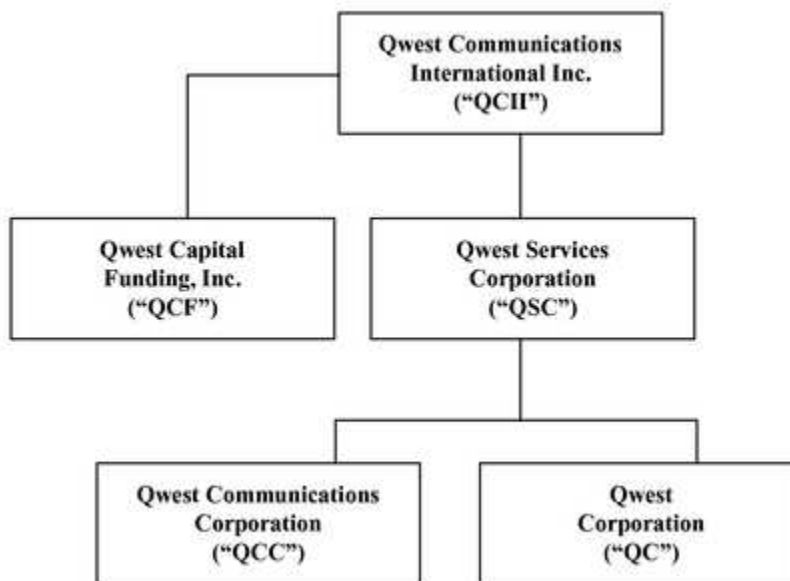 Qwest Communications
International Inc.
(“QCII”)
Qwest Capital
Funding, Inc.
(“QCF”)
Qwest Services
Corporation
(“QSC”)
Qwest Communications
Corporation
(“QCC”)
Qwest
Corporation
(“QC”)